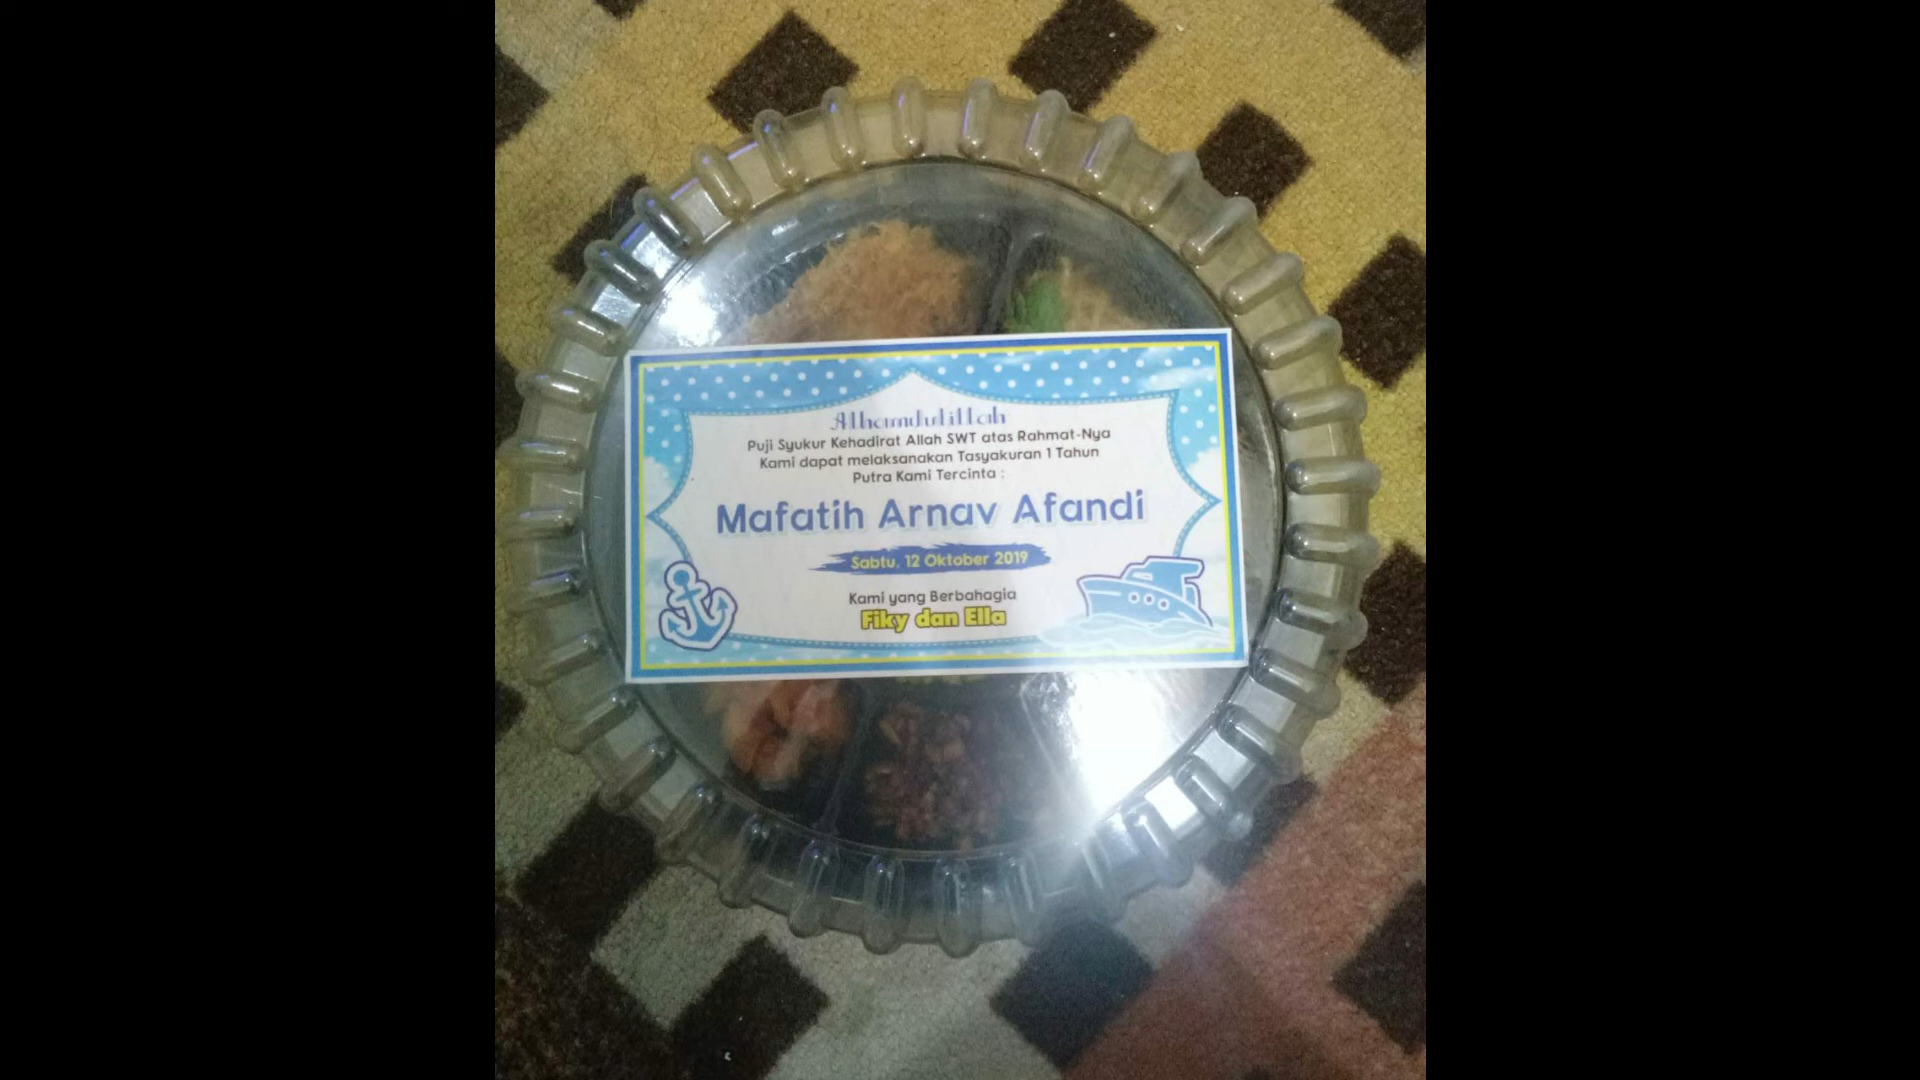 Alhamdulillah
Puji Syukur Kehadirat Allah SWT atas Rahmat-Nya
Kami dapat melaksanakan Tasyakuran 1 Tahun
Putra Kami Tercinta :
Mafatih Arnav Afandi
Sabtu, 12 Oktober 2019
Kami yang Berbahagia
Fiky dan Ella